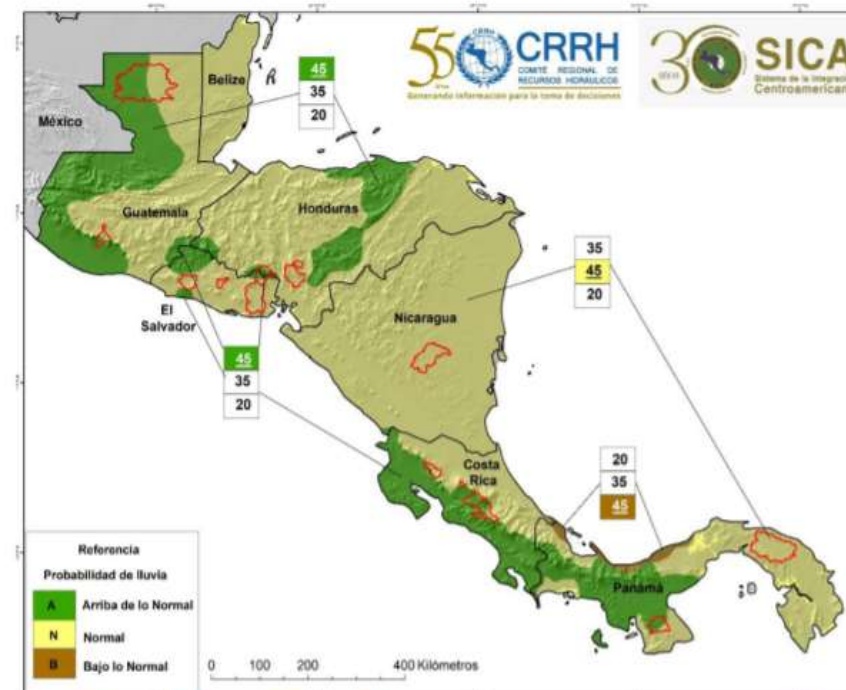 55
CRRH
COMITÉ REGIONAL DE
RECURSOS HIDRAULICOS
Generando información para la toma de decisiones
30
SICA
Sistema de la Integración
Centroamericana
Belize
México
45
35
20
Guatemala
Honduras
El
Salvador
Nicaragua
35
45
20
45
35
20
Costa
Rica
20
35
45
Panamá
Referencia
Probabilidad de lluvia
A Arriba de lo Normal
N Normal
B Bajo lo Normal
0 100 200 400 Kilómetros